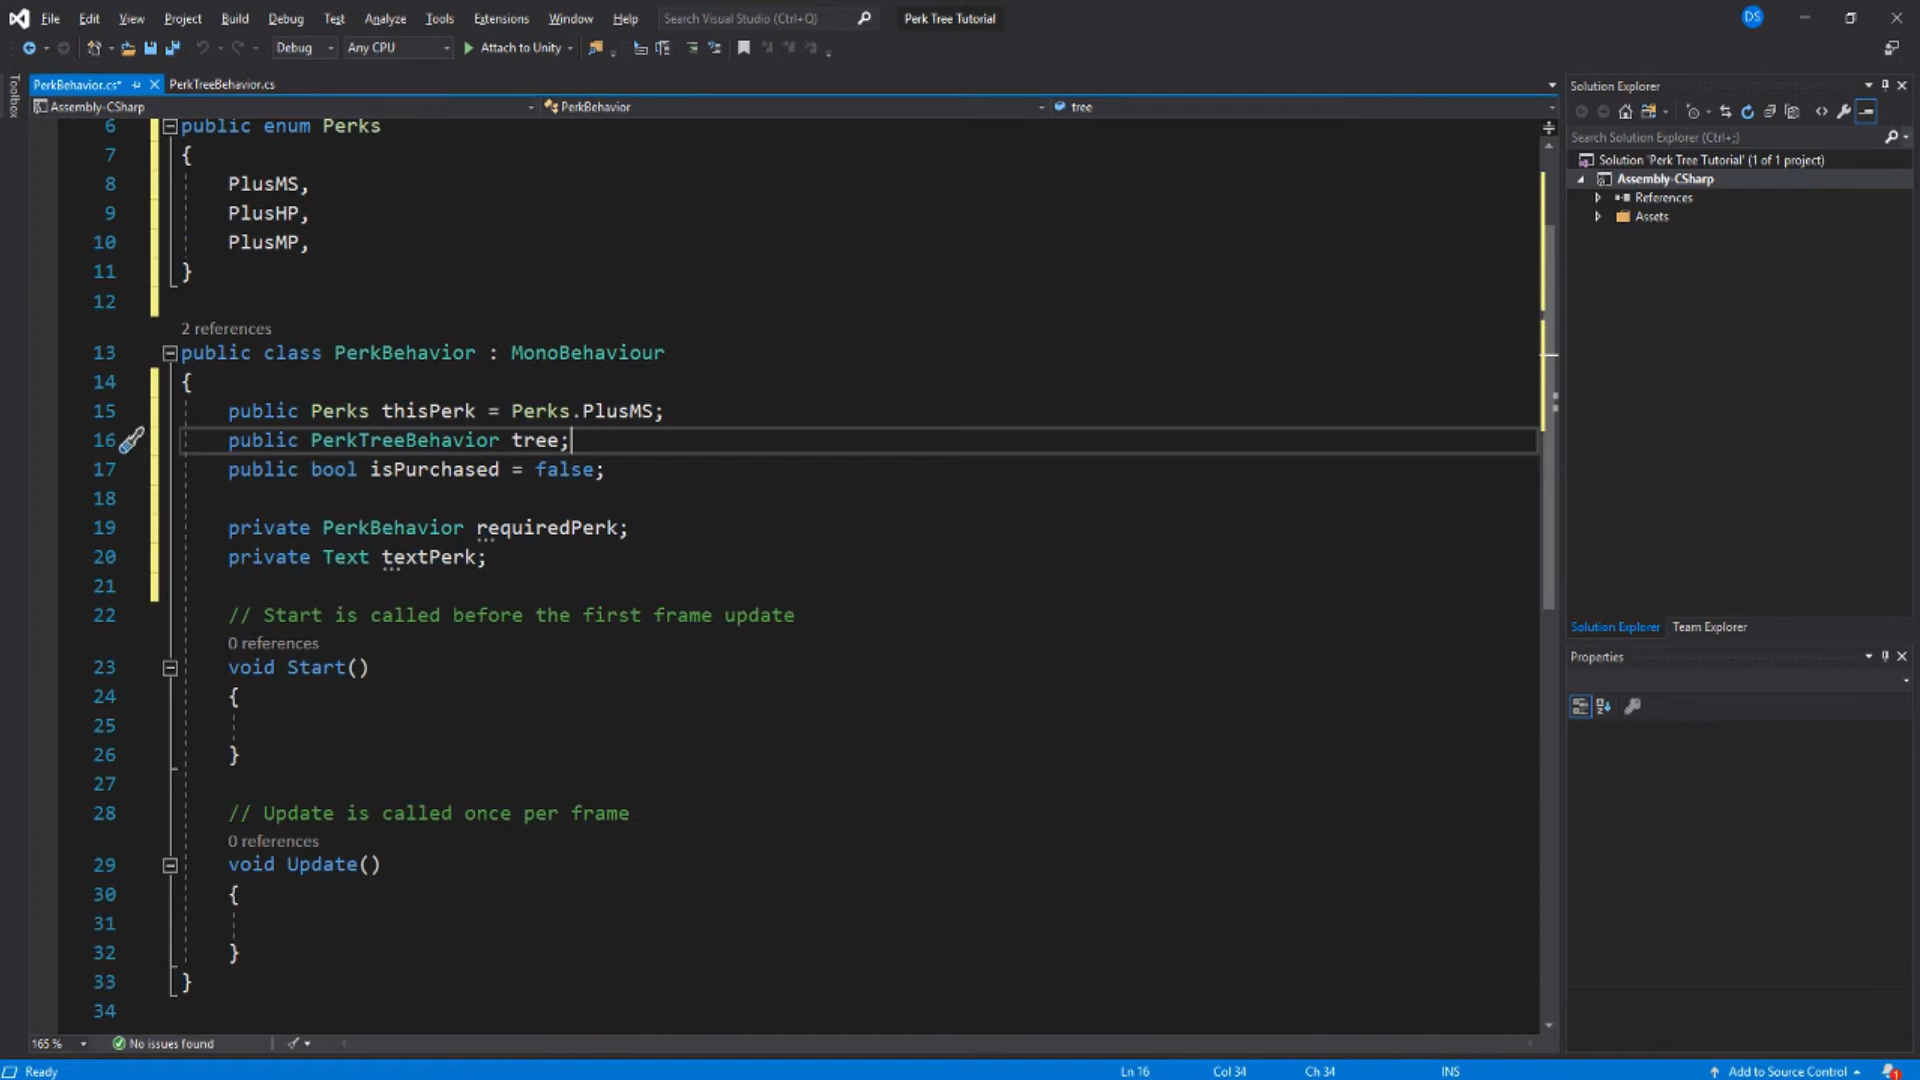 File Edit View Project Build Debug Test Analyze Tools Extensions Window Help Search Visual Studio (Ctrl+Q) Perk Tree Tutorial DS
Debug Any CPU Attach to Unity
Toolbox
PerkBehavior.cs* PerkTreeBehavior.cs
Assembly-CSharp PerkBehavior tree
6 public enum Perks
7 {
8 PlusMS,
9 PlusHP,
10 PlusMP,
11 }
12
2 references
13 public class PerkBehavior : MonoBehaviour
14 {
15 public Perks thisPerk = Perks.PlusMS;
16 public PerkTreeBehavior tree;
17 public bool isPurchased = false;
18
19 private PerkBehavior requiredPerk;
20 private Text textPerk;
21
22 // Start is called before the first frame update
0 references
23 void Start()
24 {
25
26 }
27
28 // Update is called once per frame
0 references
29 void Update()
30 {
31
32 }
33 }
34
165 % No issues found
Solution Explorer
Search Solution Explorer (Ctrl+;)
Solution 'Perk Tree Tutorial' (1 of 1 project)
Assembly-CSharp
References
Assets
Solution Explorer Team Explorer
Properties
Ready Ln 16 Col 34 Ch 34 INS Add to Source Control 1